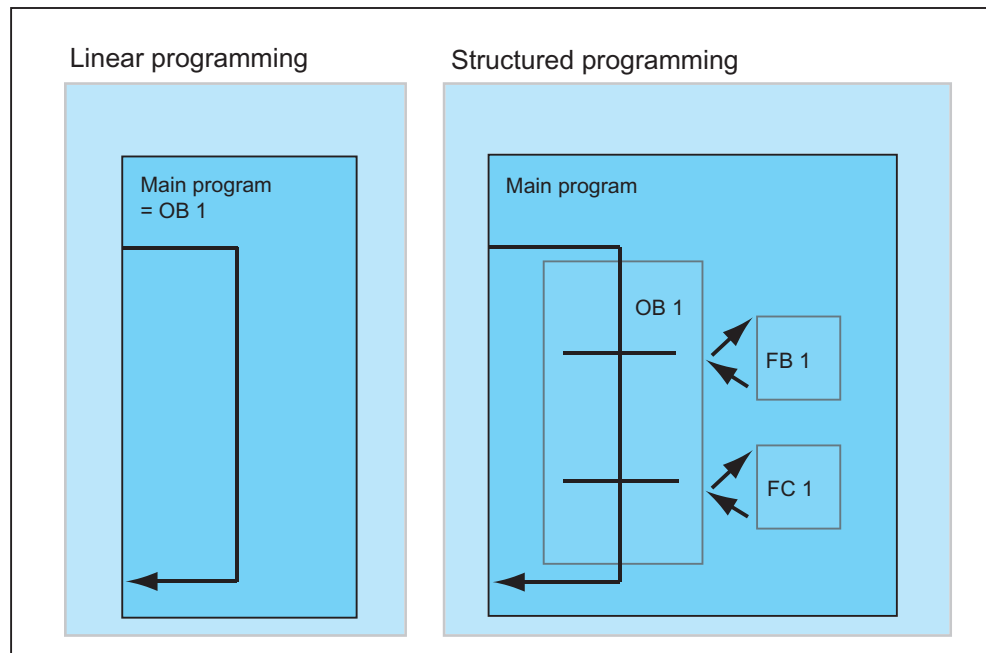 Linear programming
Structured programming
Main program
= OB 1
Main program
OB 1
FB 1
FC 1